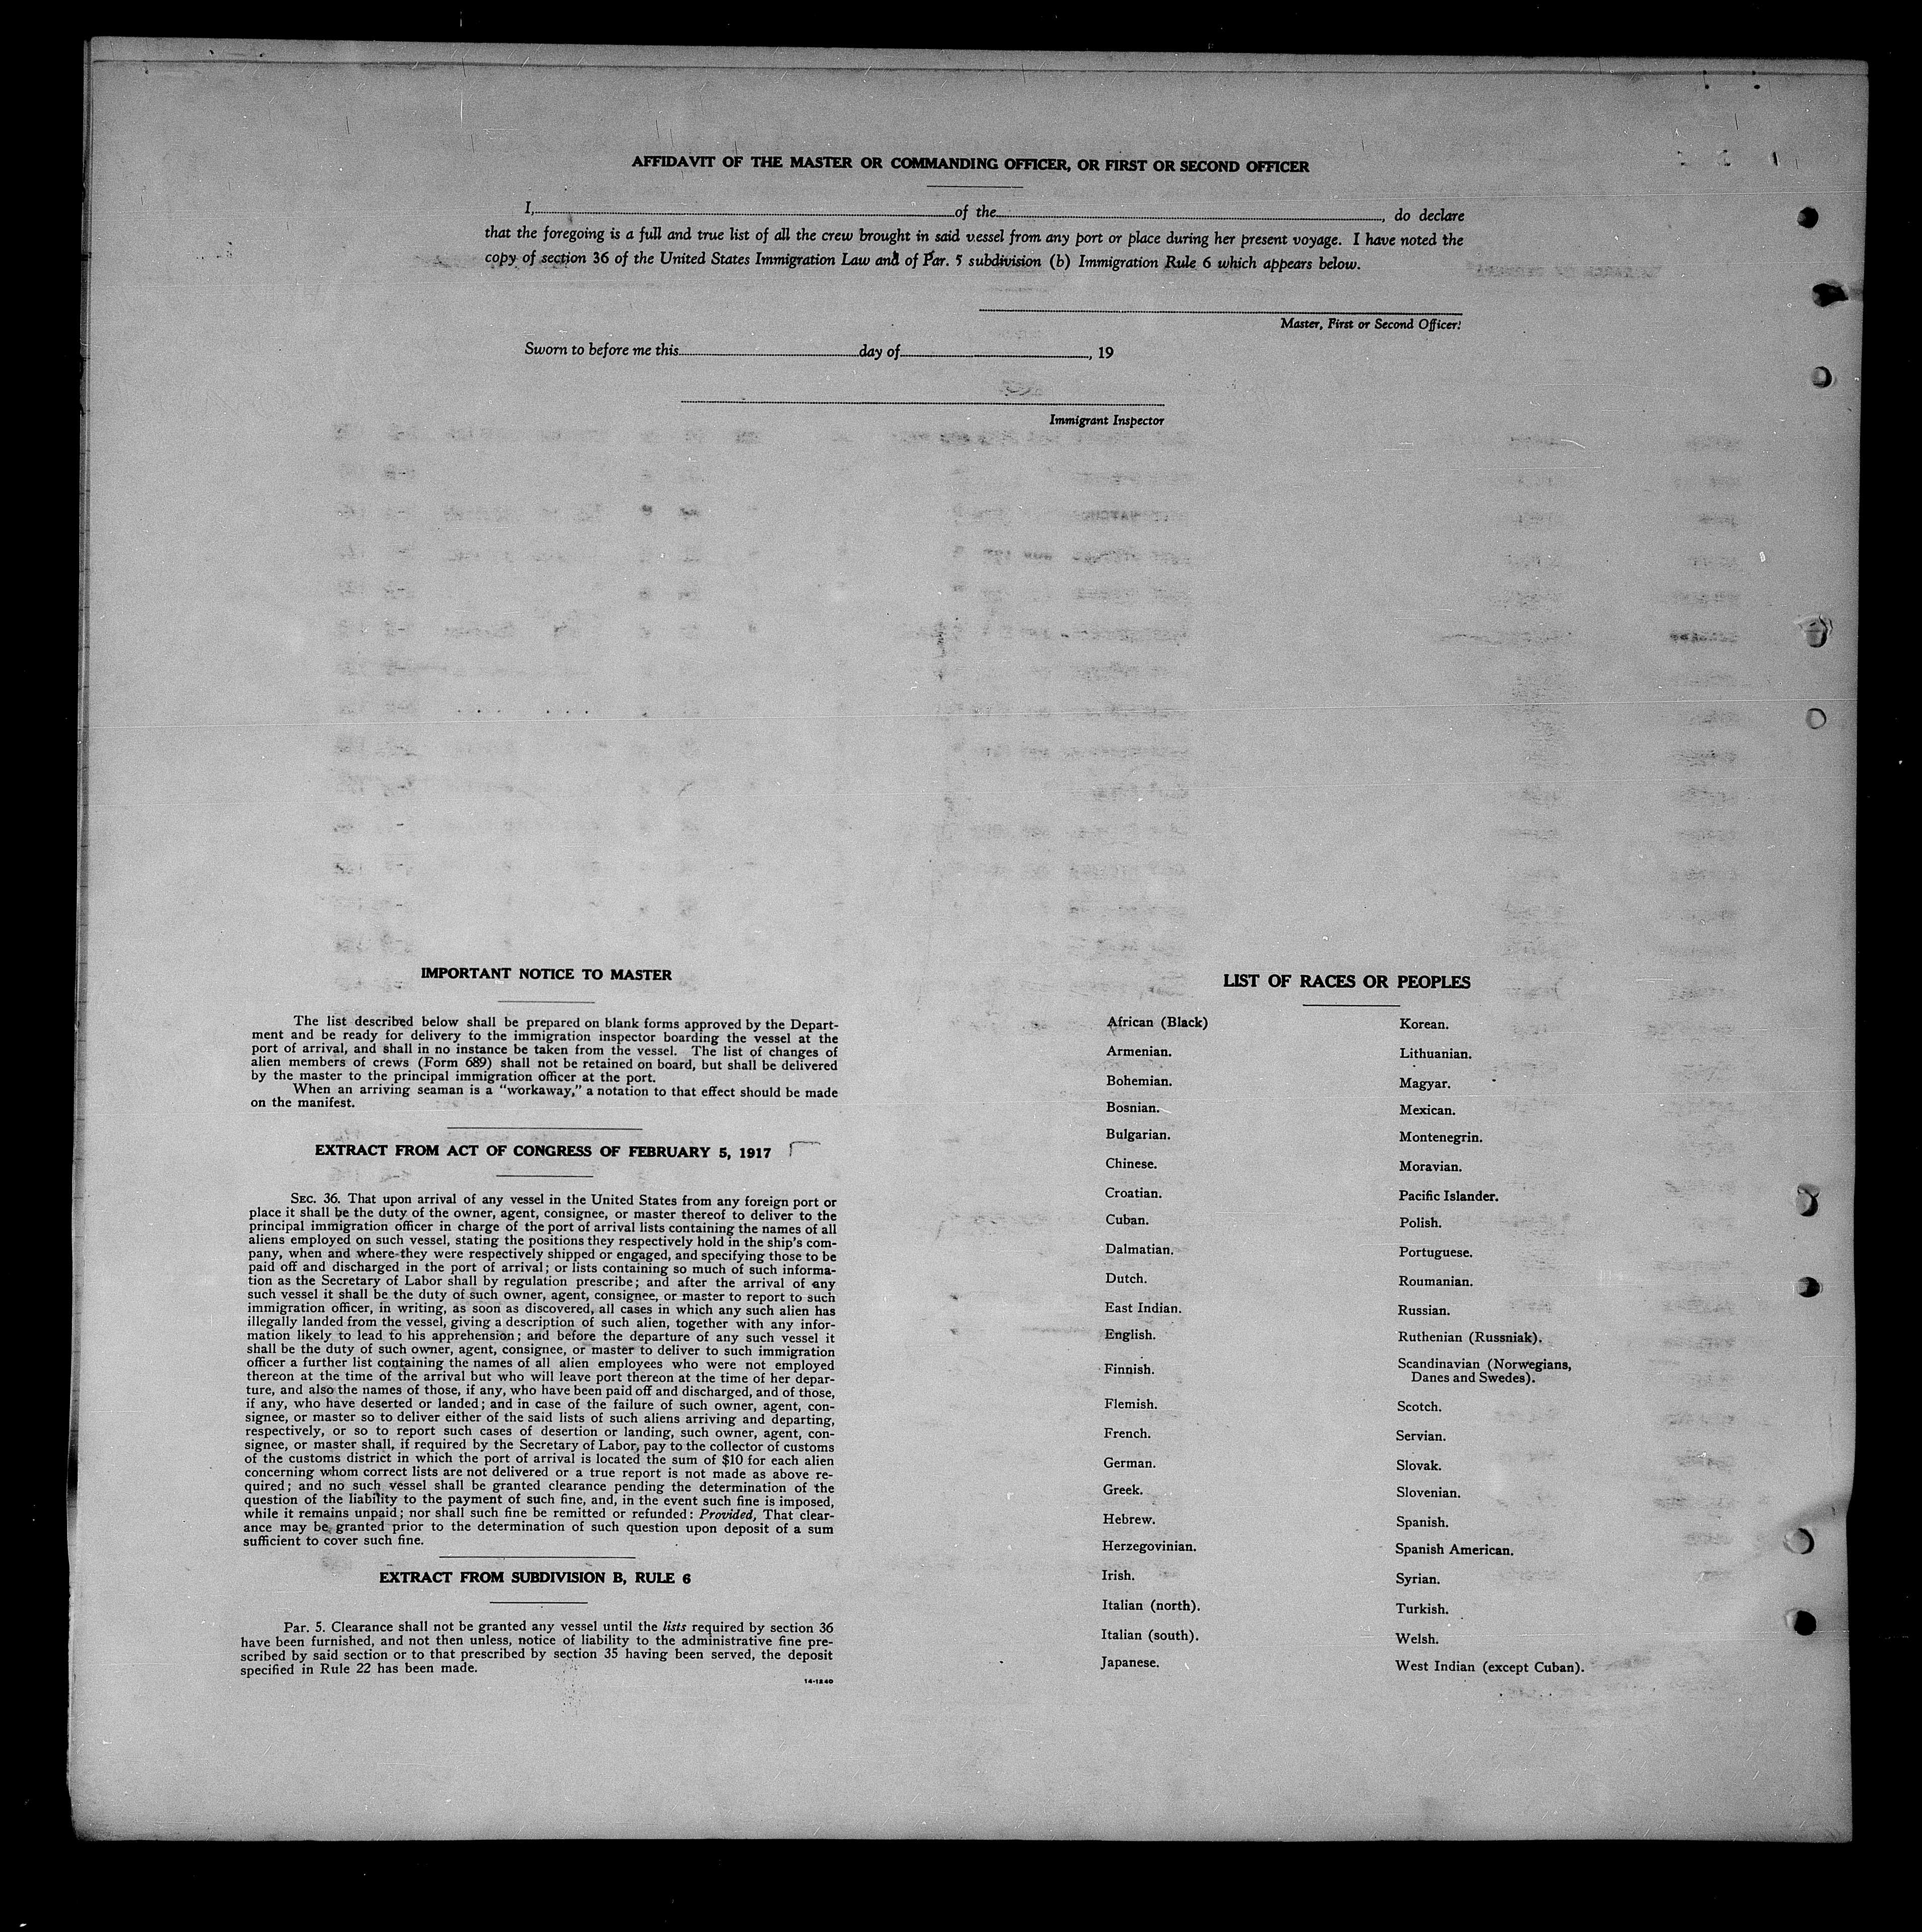 AFFIDAVIT OF THE MASTER OR COMMANDING OFFICER, OR FIRST OR SECOND OFFICER
I, of the , do declare
that the foregoing is a full and true list of all the crew brought in said vessel from any port or place during her present voyage. I have noted the
copy of section 36 of the United States Immigration Law and of Par. 5 subdivision (b) Immigration Rule 6 which appears below.
Master, First or Second Officer.
Sworn to before me this day of , 19
Immigrant Inspector
IMPORTANT NOTICE TO MASTER
The list described below shall be prepared on blank forms approved by the Depart-
ment and be ready for delivery to the immigration inspector boarding the vessel at the
port of arrival, and shall in no instance be taken from the vessel. The list of changes of
alien members of crews (Form 689) shall not be retained on board, but shall be delivered
by the master to the principal immigration officer at the port.
When an arriving seaman is a "workaway," a notation to that effect should be made
on the manifest.
EXTRACT FROM ACT OF CONGRESS OF FEBRUARY 5, 1917
SEC. 36. That upon arrival of any vessel in the United States from any foreign port or
place it shall be the duty of the owner, agent, consignee, or master thereof to deliver to the
principal immigration officer in charge of the port of arrival lists containing the names of all
aliens employed on such vessel, stating the positions they respectively hold in the ship's com-
pany, when and where they were respectively shipped or engaged, and specifying those to be
paid off and discharged in the port of arrival; or lists containing so much of such informa-
tion as the Secretary of Labor shall by regulation prescribe; and after the arrival of any
such vessel it shall be the duty of such owner, agent, consignee, or master to report to such
immigration officer, in writing, as soon as discovered, all cases in which any such alien has
illegally landed from the vessel, giving a description of such alien, together with any infor-
mation likely to lead to his apprehension; and before the departure of any such vessel it
shall be the duty of such owner, agent, consignee, or master to deliver to such immigration
officer a further list containing the names of all alien employees who were not employed
thereon at the time of the arrival but who will leave port thereon at the time of her depar-
ture, and also the names of those, if any, who have been paid off and discharged, and of those,
if any, who have deserted or landed; and in case of the failure of such owner, agent, con-
signee, or master so to deliver either of the said lists of such aliens arriving and departing,
respectively, or so to report such cases of desertion or landing, such owner, agent, con-
signee, or master shall, if required by the Secretary of Labor, pay to the collector of customs
of the customs district in which the port of arrival is located the sum of $10 for each alien
concerning whom correct lists are not delivered or a true report is not made as above re-
quired; and no such vessel shall be granted clearance pending the determination of the
question of the liability to the payment of such fine, and, in the event such fine is imposed,
while it remains unpaid; nor shall such fine be remitted or refunded: Provided, That clear-
ance may be granted prior to the determination of such question upon deposit of a sum
sufficient to cover such fine.
EXTRACT FROM SUBDIVISION B, RULE 6
Par. 5. Clearance shall not be granted any vessel until the lists required by section 36
have been furnished, and not then unless, notice of liability to the administrative fine pre-
scribed by said section or to that prescribed by section 35 having been served, the deposit
specified in Rule 22 has been made.
14-1240
LIST OF RACES OR PEOPLES
African (Black)
Armenian.
Bohemian.
Bosnian.
Bulgarian.
Chinese.
Croatian.
Cuban.
Dalmatian.
Dutch.
East Indian.
English.
Finnish.
Flemish.
French.
German.
Greek.
Hebrew.
Herzegovinian.
Irish.
Italian (north).
Italian (south).
Japanese.
Korean.
Lithuanian.
Magyar.
Mexican.
Montenegrin.
Moravian.
Pacific Islander.
Polish.
Portuguese.
Roumanian.
Russian.
Ruthenian (Russniak).
Scandinavian (Norwegians,
Danes and Swedes).
Scotch.
Servian.
Slovak.
Slovenian.
Spanish.
Spanish American.
Syrian.
Turkish.
Welsh.
West Indian (except Cuban).